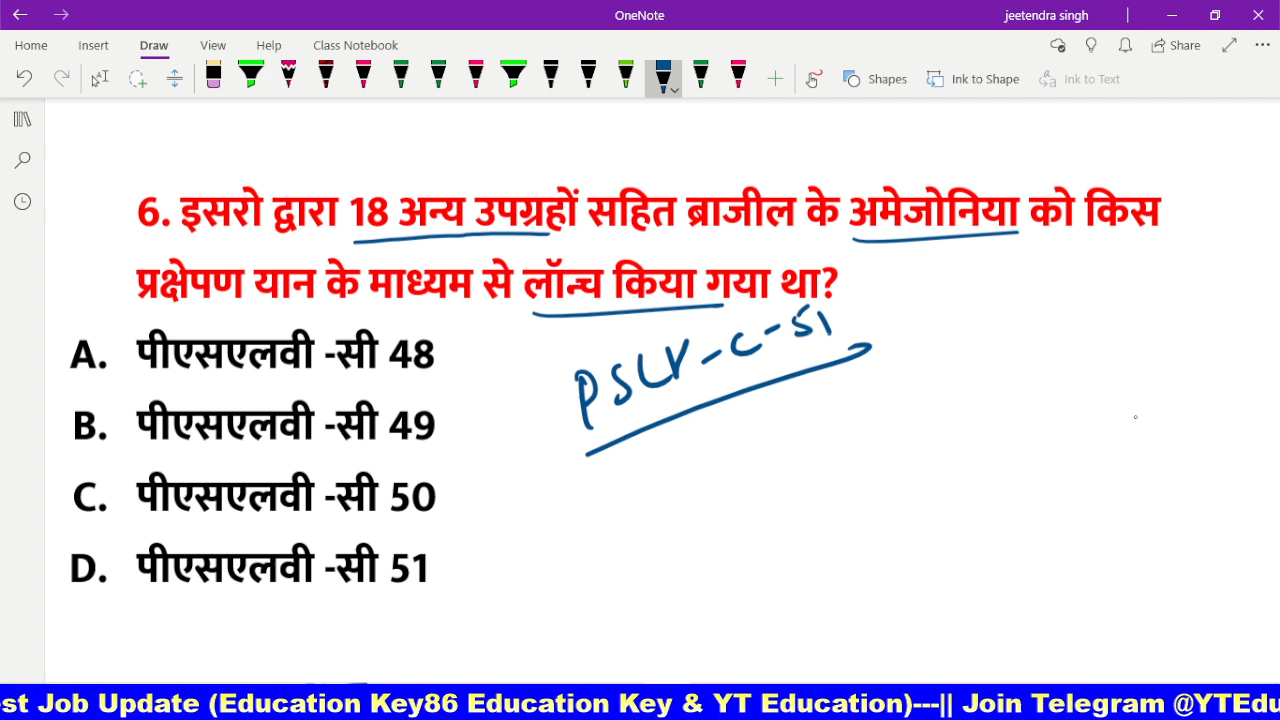 OneNote
jeetendra singh
Home Insert Draw View Help Class Notebook
Share
Shapes Ink to Shape Ink to Text
6. इसरो द्वारा 18 अन्य उपग्रहों सहित ब्राजील के अमेजोनिया को किस
प्रक्षेपण यान के माध्यम से लॉन्च किया गया था?
PSLV-C-51
A. पीएसएलवी -सी 48
B. पीएसएलवी -सी 49
C. पीएसएलवी -सी 50
D. पीएसएलवी -सी 51
est Job Update (Education Key86 Education Key & YT Education)---|| Join Telegram @YTEdu